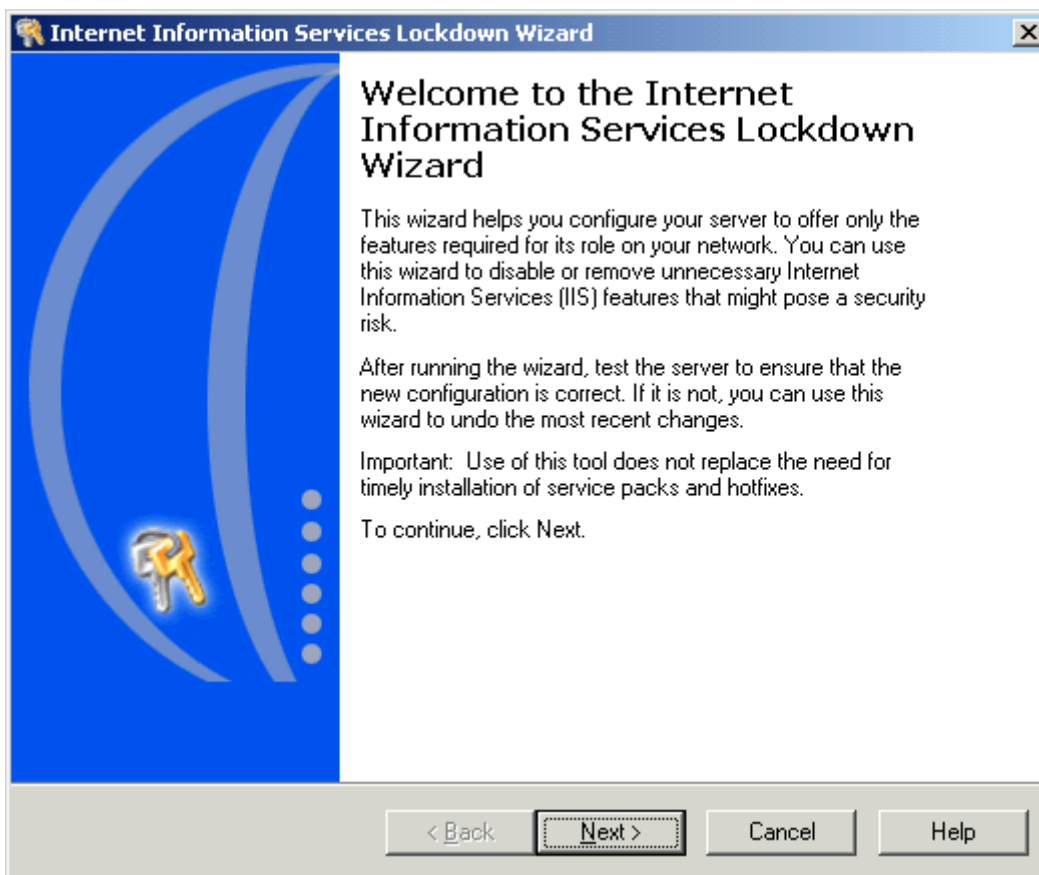 Internet Information Services Lockdown Wizard
Welcome to the Internet
Information Services Lockdown
Wizard
This wizard helps you configure your server to offer only the
features required for its role on your network. You can use
this wizard to disable or remove unnecessary Internet
Information Services (IIS) features that might pose a security
risk.
After running the wizard, test the server to ensure that the
new configuration is correct. If it is not, you can use this
wizard to undo the most recent changes.
Important:  Use of this tool does not replace the need for
timely installation of service packs and hotfixes.
To continue, click Next.
< Back
Next >
Cancel
Help